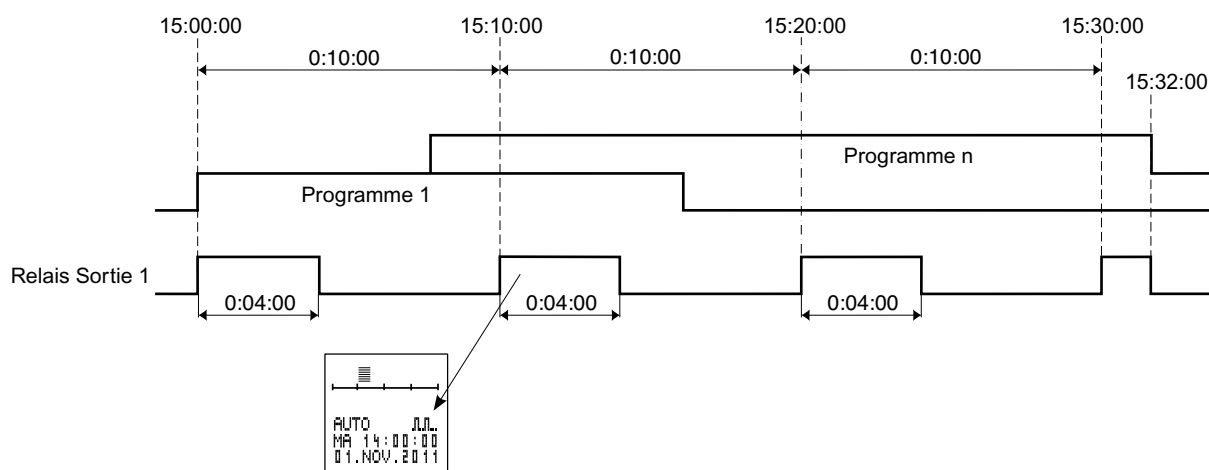 15:00:00 15:10:00 15:20:00 15:30:00
0:10:00 0:10:00 0:10:00
15:32:00
Programme n
Programme 1
Relais Sortie 1
0:04:00 0:04:00 0:04:00
AUTO
MA 14:00:00
01.NOV.2011